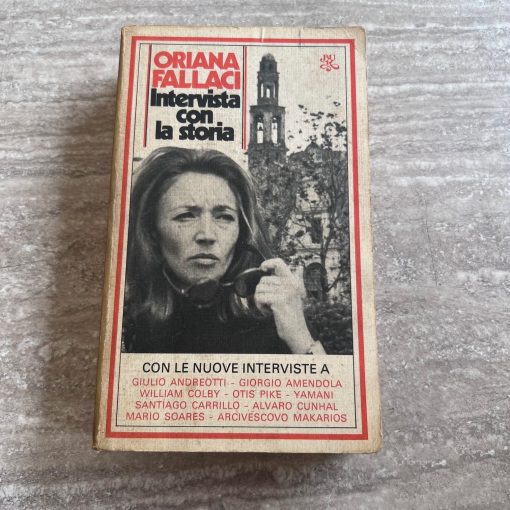 ORIANA
FALLACI
Intervista
con
la storia
CON LE NUOVE INTERVISTE A
GIULIO ANDREOTTI - GIORGIO AMENDOLA
WILLIAM COLBY - OTIS PIKE - YAMANI
SANTIAGO CARRILLO - ALVARO CUNHAL
MARIO SOARES - ARCIVESCOVO MAKARIOS